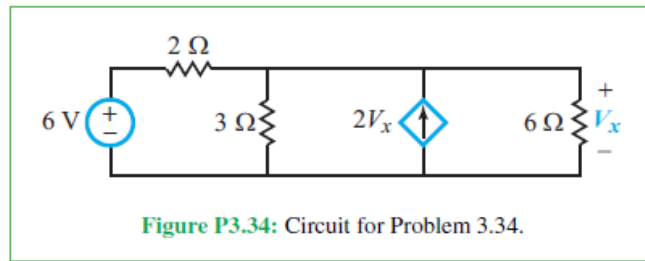 2 Ω
6 V + − 3 Ω 2Vx 6 Ω + Vx −
Figure P3.34: Circuit for Problem 3.34.